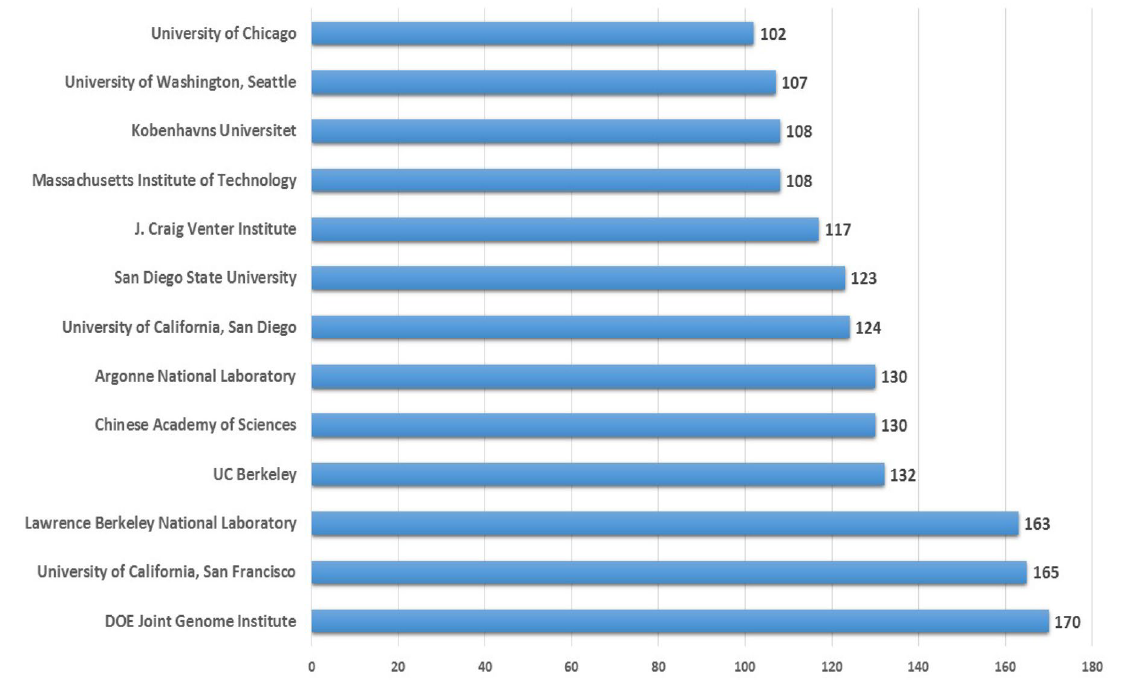 University of Chicago 102
University of Washington, Seattle 107
Kobenhavns Universitet 108
Massachusetts Institute of Technology 108
J. Craig Venter Institute 117
San Diego State University 123
University of California, San Diego 124
Argonne National Laboratory 130
Chinese Academy of Sciences 130
UC Berkeley 132
Lawrence Berkeley National Laboratory 163
University of California, San Francisco 165
DOE Joint Genome Institute 170
0 20 40 60 80 100 120 140 160 180